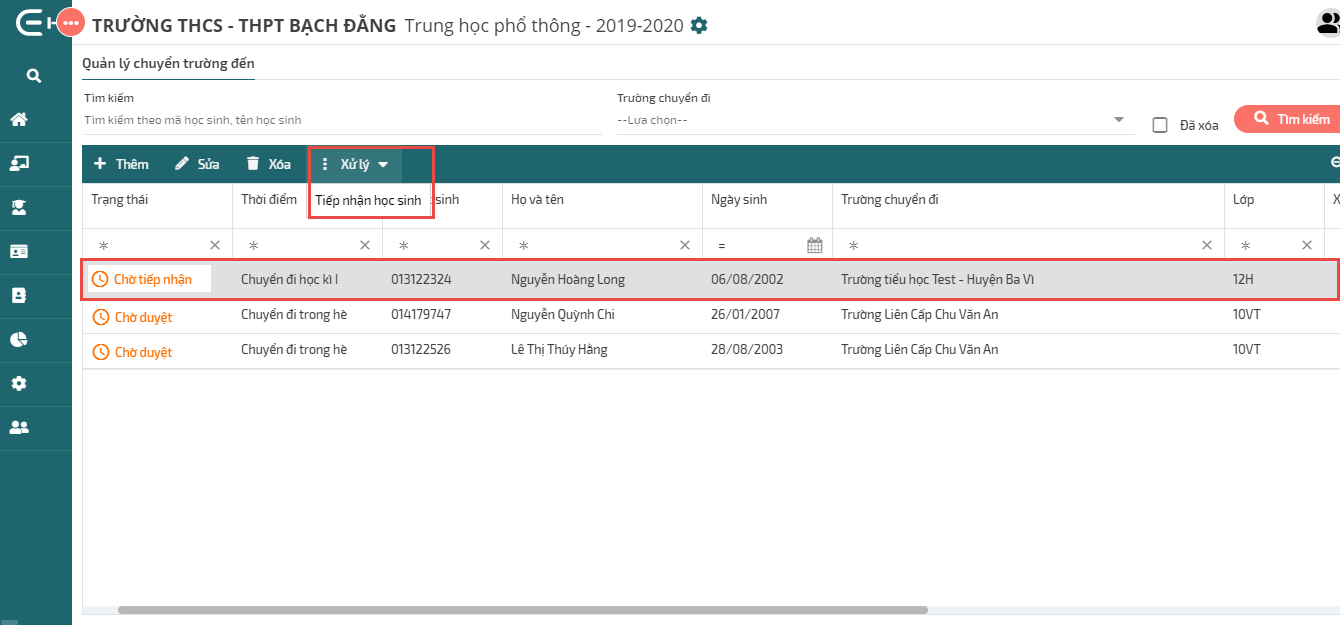 TRƯỜNG THCS - THPT BẠCH ĐẰNG Trung học phổ thông - 2019-2020
Quản lý chuyển trường đến
Tìm kiếm Trường chuyển đi
Tìm kiếm theo mã học sinh, tên học sinh --Lựa chọn-- Đã xóa Tìm kiếm
Thêm Sửa Xóa Xử lý
Tiếp nhận học sinh
Trạng thái Thời điểm sinh Họ và tên Ngày sinh Trường chuyển đi Lớp X
Chờ tiếp nhận Chuyển đi học kì I 013122324 Nguyễn Hoàng Long 06/08/2002 Trường tiểu học Test - Huyện Ba Vì 12H
Chờ duyệt Chuyển đi trong hè 014179747 Nguyễn Quỳnh Chi 26/01/2007 Trường Liên Cấp Chu Văn An 10VT
Chờ duyệt Chuyển đi trong hè 013122526 Lê Thị Thúy Hằng 28/08/2003 Trường Liên Cấp Chu Văn An 10VT